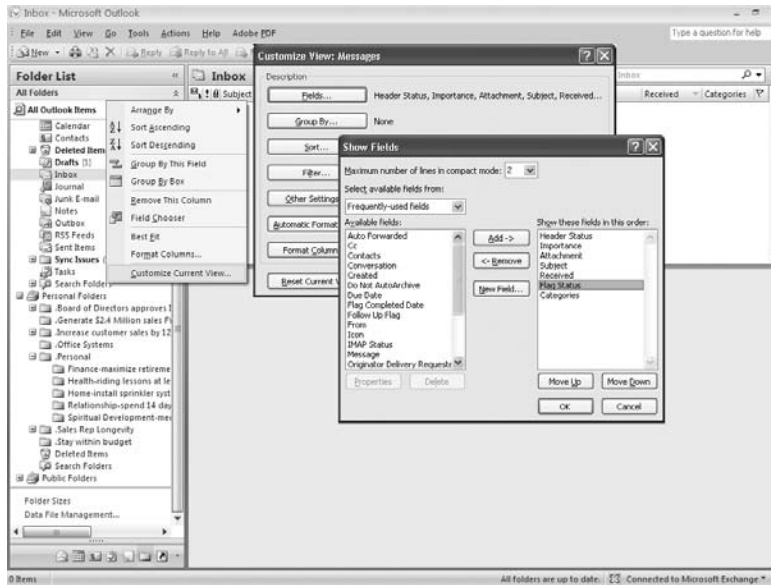 Inbox - Microsoft Outlook
File Edit View Go Tools Actions Help Adobe PDF
Type a question for help
New Reply Reply to All
Folder List
All Folders
All Outlook Items
Calendar
Contacts
Deleted Item
Drafts [5]
Inbox
Journal
Junk E-mail
Notes
Outbox
RSS Feeds
Sent Items
Sync Issues
Tasks
Search Folders
Personal Folders
.Board of Directors approves
.Generate $2.4 Million sales
.Increase customer sales by 12
.Office Systems
.Personal
Finance-maximize retireme
Health-riding lessons at le
Home-install sprinkler syst
Relationship-spend 14 day
Spiritual Development-me
.Sales Rep Longevity
.Stay within budget
Deleted Items
Search Folders
Public Folders
Folder Sizes
Data File Management...
0 Items
Arrange By
Sort Ascending
Sort Descending
Group By This Field
Group By Box
Remove This Column
Field Chooser
Best Fit
Format Columns...
Customize Current View...
Inbox
Subject
Inbox
Received Categories
Customize View: Messages
Description
Fields... Header Status, Importance, Attachment, Subject, Received...
Group By... None
Sort...
Filter...
Other Settings
Automatic Format
Format Column
Reset Current V
Show Fields
Maximum number of lines in compact mode: 2
Select available fields from:
Frequently-used fields
Available fields:
Auto Forwarded
Cc
Contacts
Conversation
Created
Do Not AutoArchive
Due Date
Flag Completed Date
Follow Up Flag
From
Icon
IMAP Status
Message
Originator Delivery Requeste
Properties Delete
Add ->
<- Remove
New Field...
Show these fields in this order:
Header Status
Importance
Attachment
Subject
Received
Flag Status
Categories
Move Up Move Down
OK Cancel
All folders are up to date. Connected to Microsoft Exchange